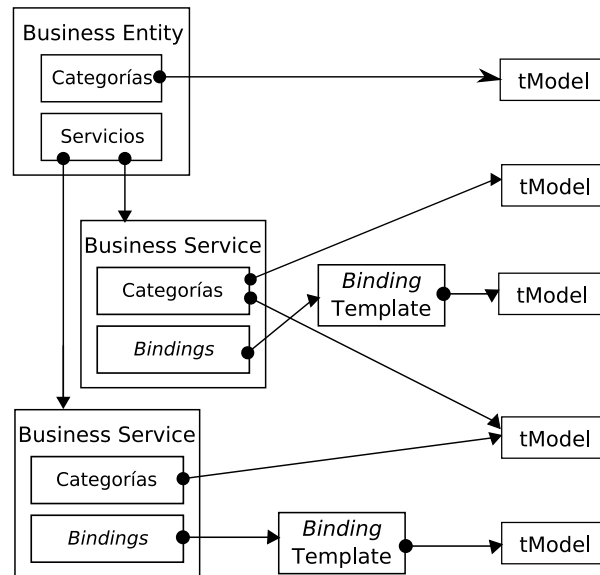 Business Entity
Categorías
tModel
Servicios
tModel
Business Service
Categorías
Binding
Template
tModel
Bindings
Business Service
tModel
Categorías
Bindings
Binding
Template
tModel